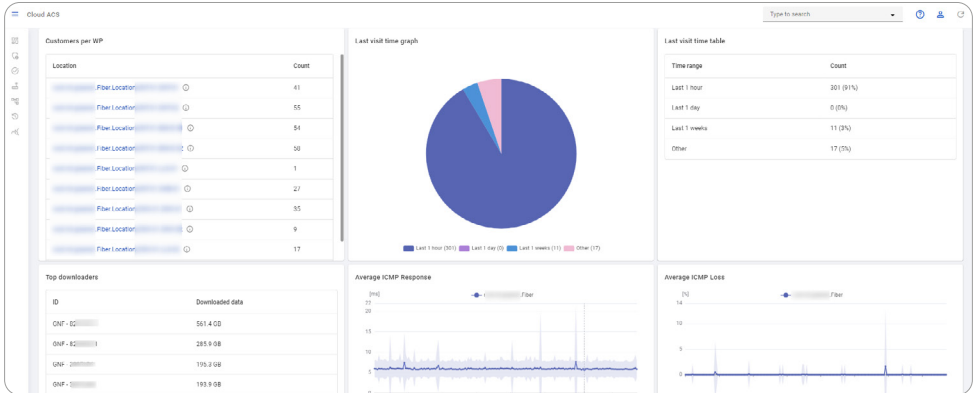 Cloud ACS
Type to search
Customers per WP
Location Count
.Fiber.Location 41
Fiber.Location 55
.Fiber.Location 54
.Fiber.Location 50
Fiber.Location 1
.Fiber.Location 27
Fiber.Location 35
.Fiber.Location 9
Fiber.Location 17
Last visit time graph
Last 1 hour (301) Last 1 day (0) Last 1 weeks (11) Other (17)
Last visit time table
Time range Count
Last 1 hour 301 (91%)
Last 1 day 0 (0%)
Last 1 weeks 11 (3%)
Other 17 (5%)
Top downloaders
ID Downloaded data
GNF - 82 561.4 GB
GNF - 82 285.9 GB
GNF - 195.3 GB
GNF - 193.9 GB
Average ICMP Response
[ms]
.Fiber
22
20
15
10
5
Average ICMP Loss
[%]
.Fiber
14
10
5
0